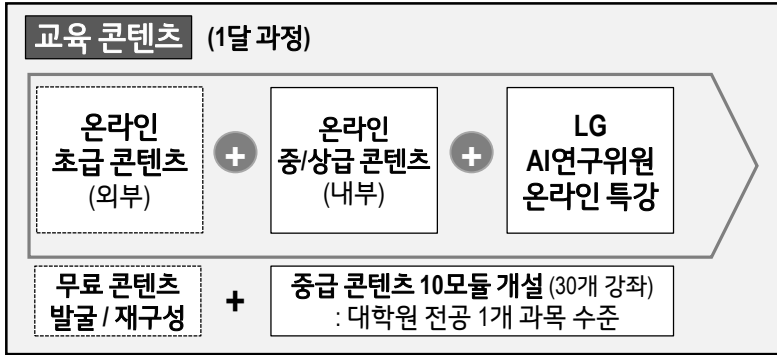 교육 콘텐츠 (1달 과정)
온라인
초급 콘텐츠
(외부)
+
온라인
중/상급 콘텐츠
(내부)
+
LG
AI연구위원
온라인 특강
무료 콘텐츠
발굴 / 재구성
+
중급 콘텐츠 10모듈 개설 (30개 강좌)
: 대학원 전공 1개 과목 수준